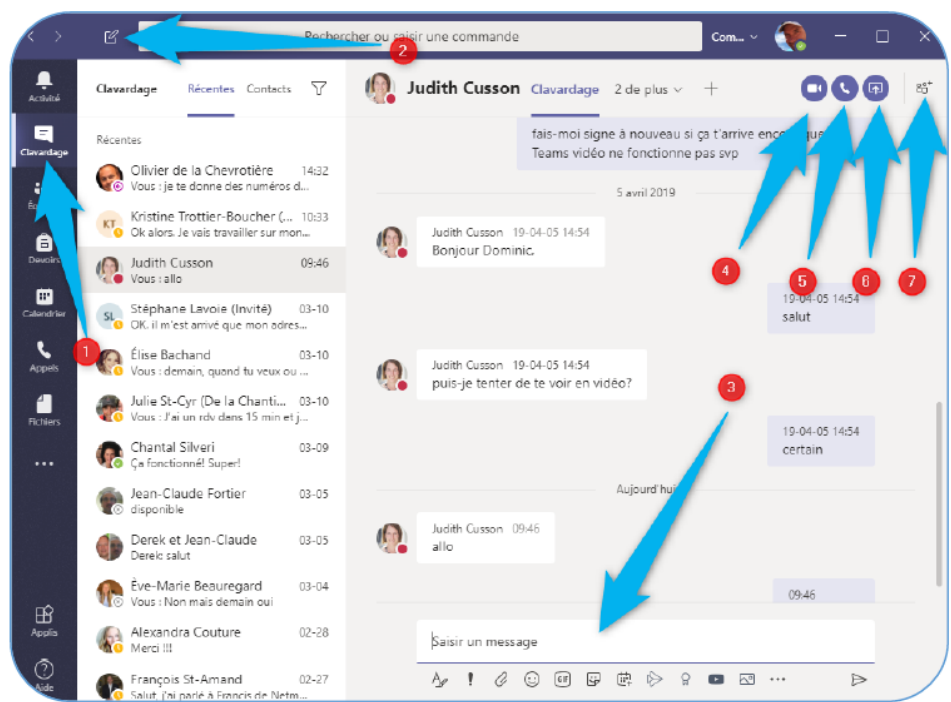 Rechercher ou saisir une commande
Com...
2
Activité
Clavardage
Devoirs
Calendrier
Appels
Fichiers
Applis
Aide
1
Clavardage Récentes Contacts
Récentes
Olivier de la Chevrotière 14:32
Vous : je te donne des numéros d...
KT
Kristine Trottier-Boucher (... 10:33
Ok alors. Je vais travailler sur mon...
Judith Cusson 09:46
Vous : allo
SL
Stéphane Lavoie (Invité) 03-10
OK. il m'est arrivé que mon adres...
Élise Bachand 03-10
Vous : demain, quand tu veux ou ...
Julie St-Cyr (De la Chanti... 03-10
Vous : J'ai un rdv dans 15 min et j...
Chantal Silveri 03-09
Ça fonctionné! Super!
Jean-Claude Fortier 03-05
disponible
Derek et Jean-Claude 03-05
Derek: salut
Ève-Marie Beauregard 03-04
Vous : Non mais demain oui
Alexandra Couture 02-28
Merci !!!
François St-Amand 02-27
Salut, j'ai parlé à Francis de Netm...
Judith Cusson Clavardage 2 de plus
fais-moi signe à nouveau si ça t'arrive
Teams vidéo ne fonctionne pas svp
5 avril 2019
Judith Cusson 19-04-05 14:54
Bonjour Dominic.
4
5
6
7
19-04-05 14:54
salut
Judith Cusson 19-04-05 14:54
puis-je tenter de te voir en vidéo?
3
19-04-05 14:54
certain
Aujourd'hui
Judith Cusson 09:46
allo
09:46
Saisir un message
GIF